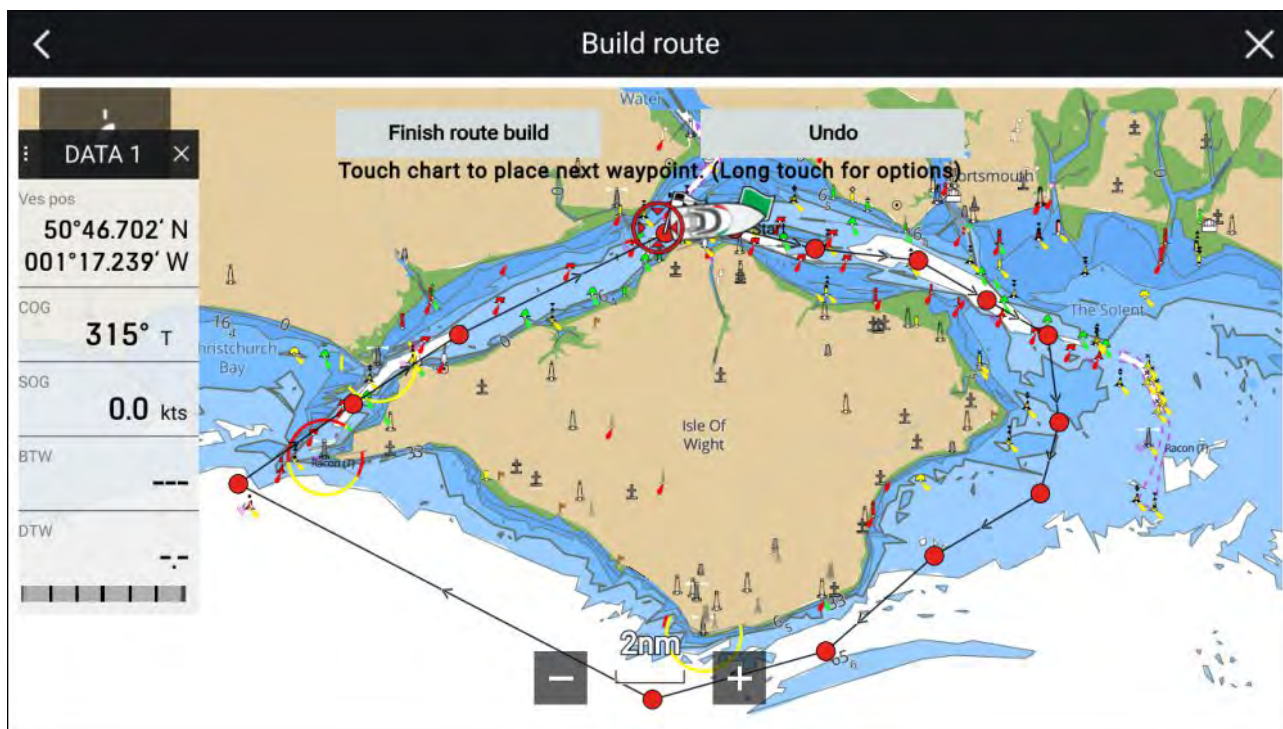 Build route
Water
Finish route build
Undo
Touch chart to place next waypoint. (Long touch for options)
ortsmouth
DATA 1
Ves pos
50°46.702' N
001°17.239' W
COG
315° T
SOG
0.0 kts
BTW
---
DTW
-.-
Start
The Solent
hristchurch
Bay
Isle Of
Wight
Racon (T)
Racon (T)
2nm